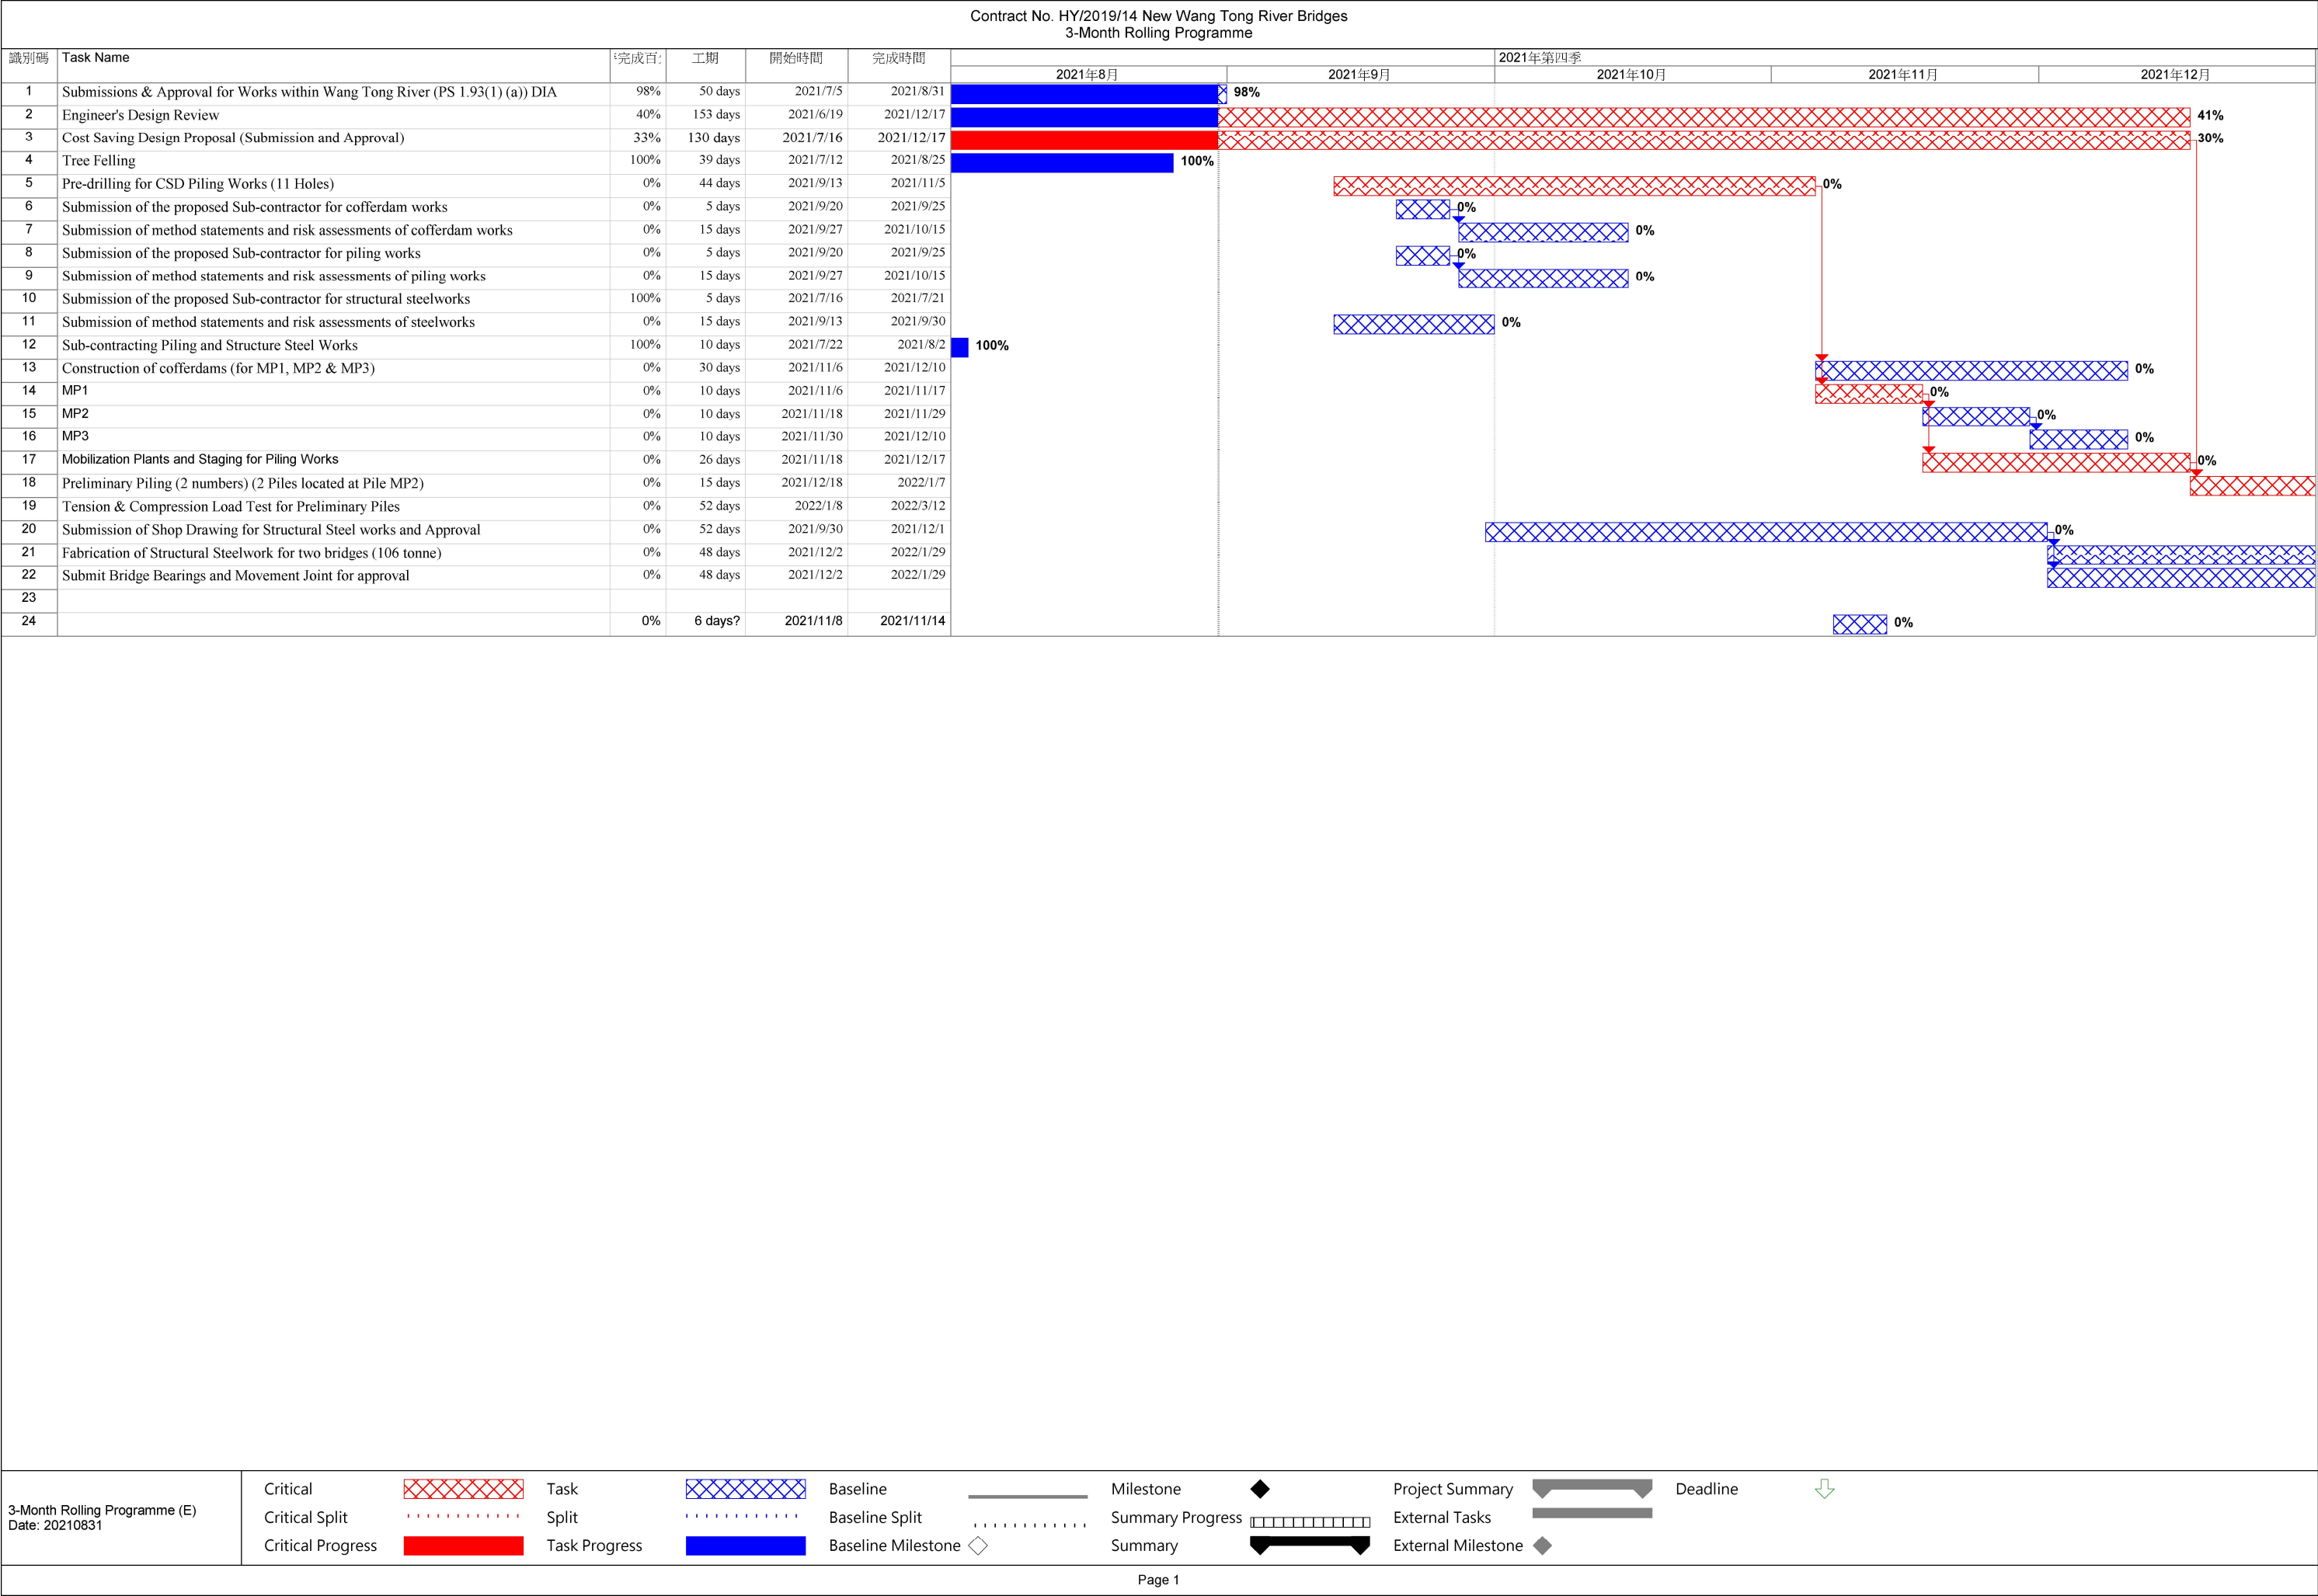 Contract No. HY/2019/14 New Wang Tong River Bridges
3-Month Rolling Programme
識別碼 Task Name 完成百 工期 開始時間 完成時間 2021年第四季
2021年8月 2021年9月 2021年10月 2021年11月 2021年12月
1 Submissions & Approval for Works within Wang Tong River (PS 1.93(1) (a)) DIA 98% 50 days 2021/7/5 2021/8/31 98%
2 Engineer's Design Review 40% 153 days 2021/6/19 2021/12/17 41%
3 Cost Saving Design Proposal (Submission and Approval) 33% 130 days 2021/7/16 2021/12/17 30%
4 Tree Felling 100% 39 days 2021/7/12 2021/8/25 100%
5 Pre-drilling for CSD Piling Works (11 Holes) 0% 44 days 2021/9/13 2021/11/5 0%
6 Submission of the proposed Sub-contractor for cofferdam works 0% 5 days 2021/9/20 2021/9/25 0%
7 Submission of method statements and risk assessments of cofferdam works 0% 15 days 2021/9/27 2021/10/15 0%
8 Submission of the proposed Sub-contractor for piling works 0% 5 days 2021/9/20 2021/9/25 0%
9 Submission of method statements and risk assessments of piling works 0% 15 days 2021/9/27 2021/10/15 0%
10 Submission of the proposed Sub-contractor for structural steelworks 100% 5 days 2021/7/16 2021/7/21
11 Submission of method statements and risk assessments of steelworks 0% 15 days 2021/9/13 2021/9/30 0%
12 Sub-contracting Piling and Structure Steel Works 100% 10 days 2021/7/22 2021/8/2 100%
13 Construction of cofferdams (for MP1, MP2 & MP3) 0% 30 days 2021/11/6 2021/12/10 0%
14 MP1 0% 10 days 2021/11/6 2021/11/17 0%
15 MP2 0% 10 days 2021/11/18 2021/11/29 0%
16 MP3 0% 10 days 2021/11/30 2021/12/10 0%
17 Mobilization Plants and Staging for Piling Works 0% 26 days 2021/11/18 2021/12/17 0%
18 Preliminary Piling (2 numbers) (2 Piles located at Pile MP2) 0% 15 days 2021/12/18 2022/1/7
19 Tension & Compression Load Test for Preliminary Piles 0% 52 days 2022/1/8 2022/3/12
20 Submission of Shop Drawing for Structural Steel works and Approval 0% 52 days 2021/9/30 2021/12/1 0%
21 Fabrication of Structural Steelwork for two bridges (106 tonne) 0% 48 days 2021/12/2 2022/1/29
22 Submit Bridge Bearings and Movement Joint for approval 0% 48 days 2021/12/2 2022/1/29
23
24 0% 6 days? 2021/11/8 2021/11/14 0%
3-Month Rolling Programme (E)
Date: 20210831
Critical Task Baseline Milestone Project Summary Deadline
Critical Split Split Baseline Split Summary Progress External Tasks
Critical Progress Task Progress Baseline Milestone Summary External Milestone
Page 1